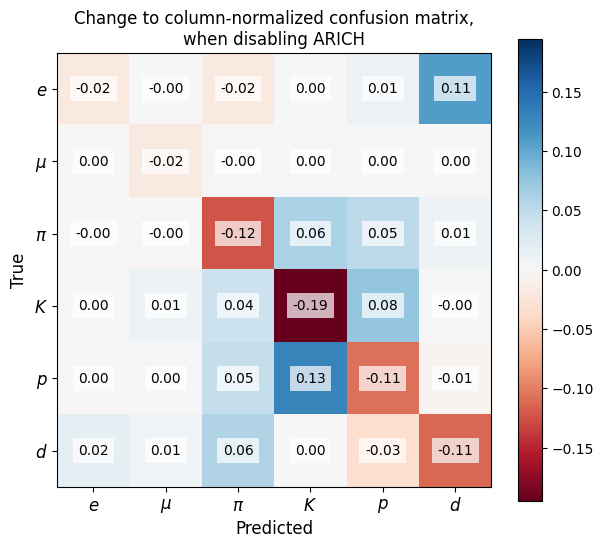 Change to column-normalized confusion matrix,
when disabling ARICH
e -0.02 -0.00 -0.02 0.00 0.01 0.11
μ 0.00 -0.02 -0.00 0.00 0.00 0.00
π -0.00 -0.00 -0.12 0.06 0.05 0.01
K 0.00 0.01 0.04 -0.19 0.08 -0.00
p 0.00 0.00 0.05 0.13 -0.11 -0.01
d 0.02 0.01 0.06 0.00 -0.03 -0.11
e μ π K p d
Predicted
True
0.15
0.10
0.05
0.00
−0.05
−0.10
−0.15